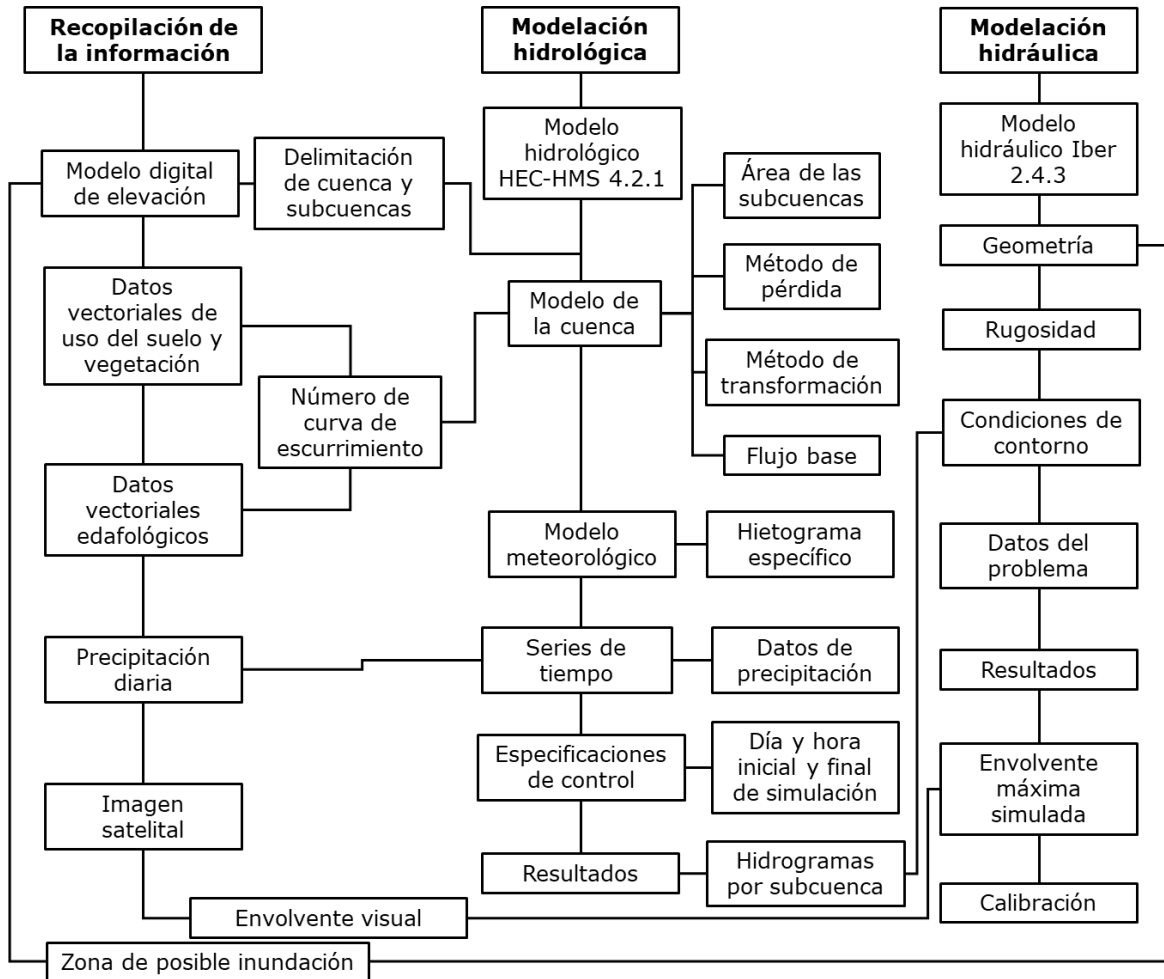 Recopilación de
la información
Modelo digital
de elevación
Delimitación
de cuenca y
subcuencas
Datos
vectoriales de
uso del suelo y
vegetación
Número de
curva de
escurrimiento
Datos
vectoriales
edafológicos
Precipitación
diaria
Imagen
satelital
Envolvente visual
Zona de posible inundación
Modelación
hidrológica
Modelo
hidrológico
HEC-HMS 4.2.1
Modelo de
la cuenca
Área de las
subcuencas
Método de
pérdida
Método de
transformación
Flujo base
Modelo
meteorológico
Hietograma
específico
Series de
tiempo
Datos de
precipitación
Especificaciones
de control
Día y hora
inicial y final
de simulación
Resultados
Hidrogramas
por subcuenca
Modelación
hidráulica
Modelo
hidráulico Iber
2.4.3
Geometría
Rugosidad
Condiciones de
contorno
Datos del
problema
Resultados
Envolvente
máxima
simulada
Calibración